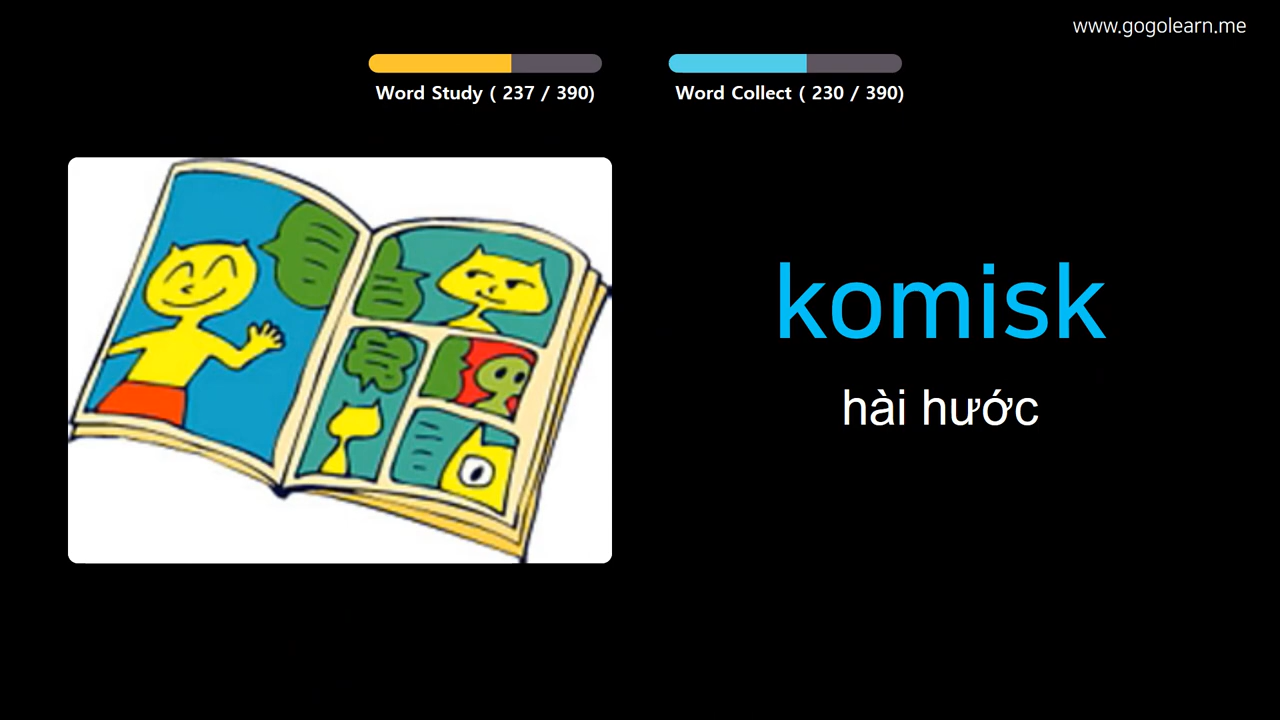 www.gogolearn.me
Word Study ( 237 / 390)
Word Collect ( 230 / 390)
komisk
hài hước